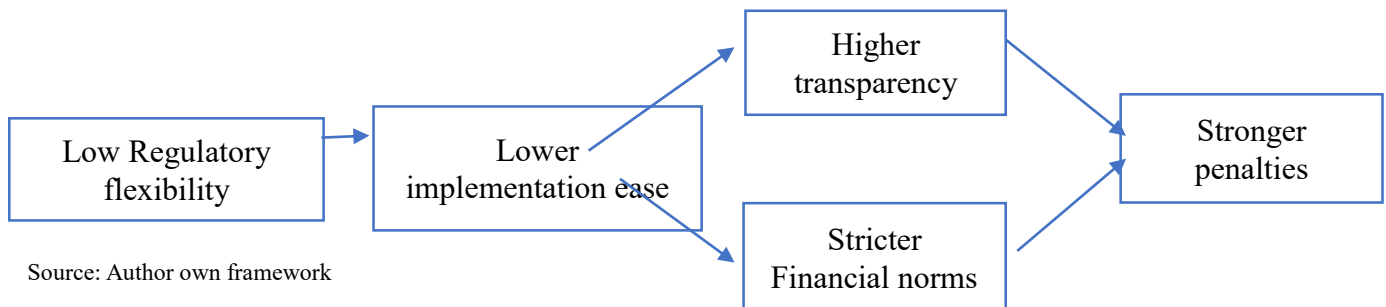 Low Regulatory
flexibility
Lower
implementation ease
Higher
transparency
Stricter
Financial norms
Stronger
penalties
Source: Author own framework